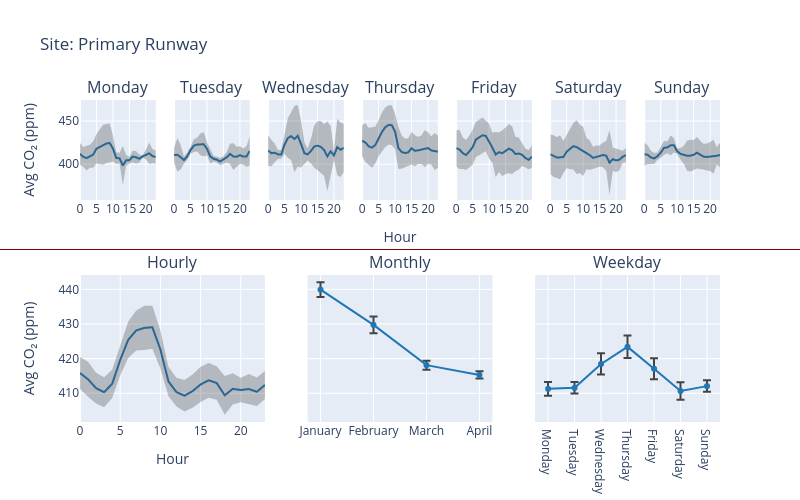 Site: Primary Runway
Monday Tuesday Wednesday Thursday Friday Saturday Sunday
Avg CO₂ (ppm)
450
400
0 5 10 15 20 0 5 10 15 20 0 5 10 15 20 0 5 10 15 20 0 5 10 15 20 0 5 10 15 20 0 5 10 15 20
Hour
Hourly Monthly Weekday
Avg CO₂ (ppm)
440
430
420
410
0 5 10 15 20 January February March April
Monday
Tuesday
Wednesday
Thursday
Friday
Saturday
Sunday
Hour